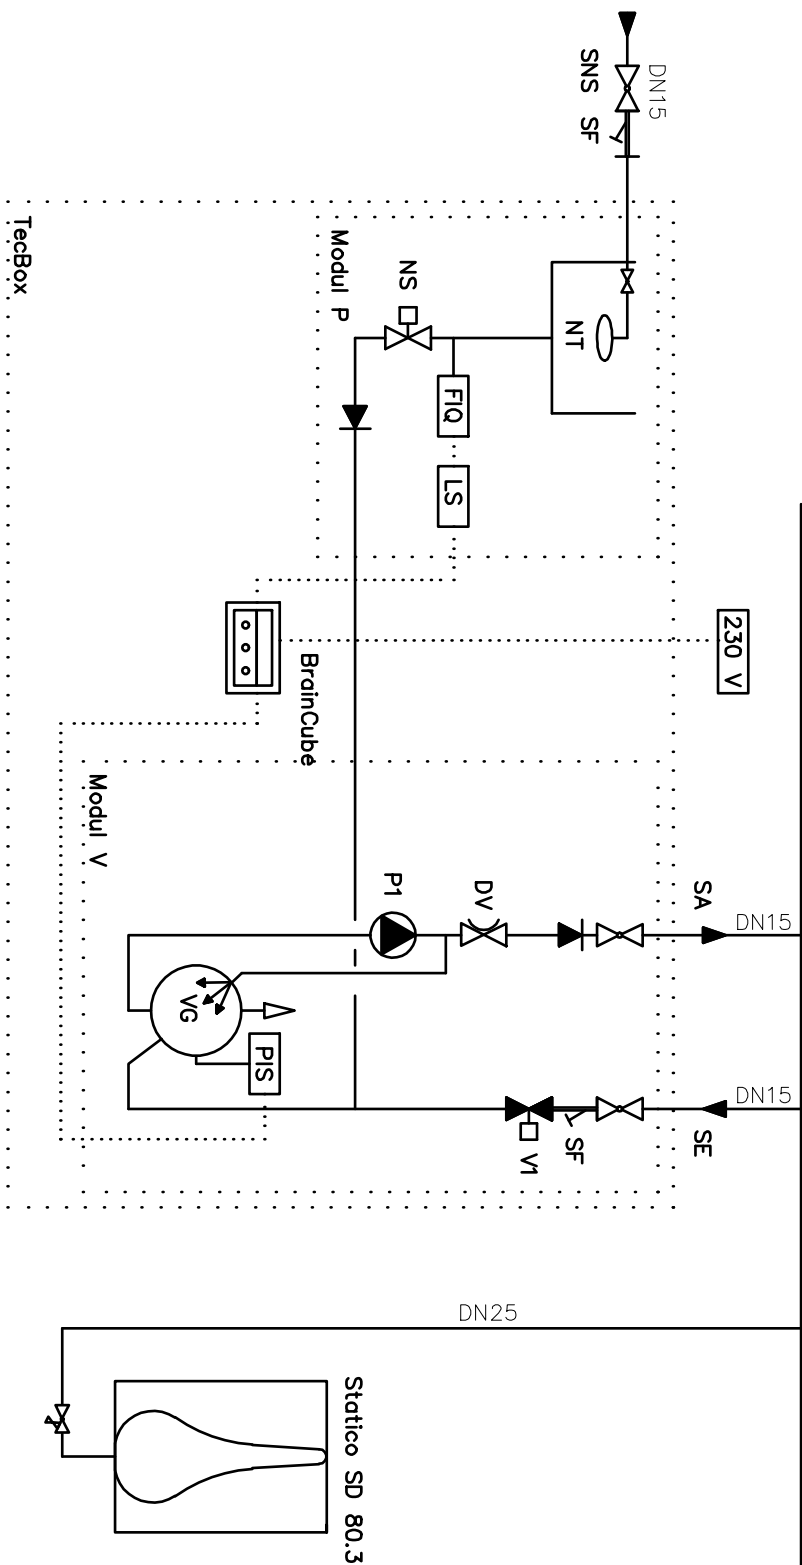 DN15
SNS
SF
TecBox
Modul P
NS
NT
FIQ
LS
230 V
BrainCube
Modul V
P1
DV
SA
DN15
VG
PIS
DN15
SE
SF
V1
DN25
Statico SD 80.3